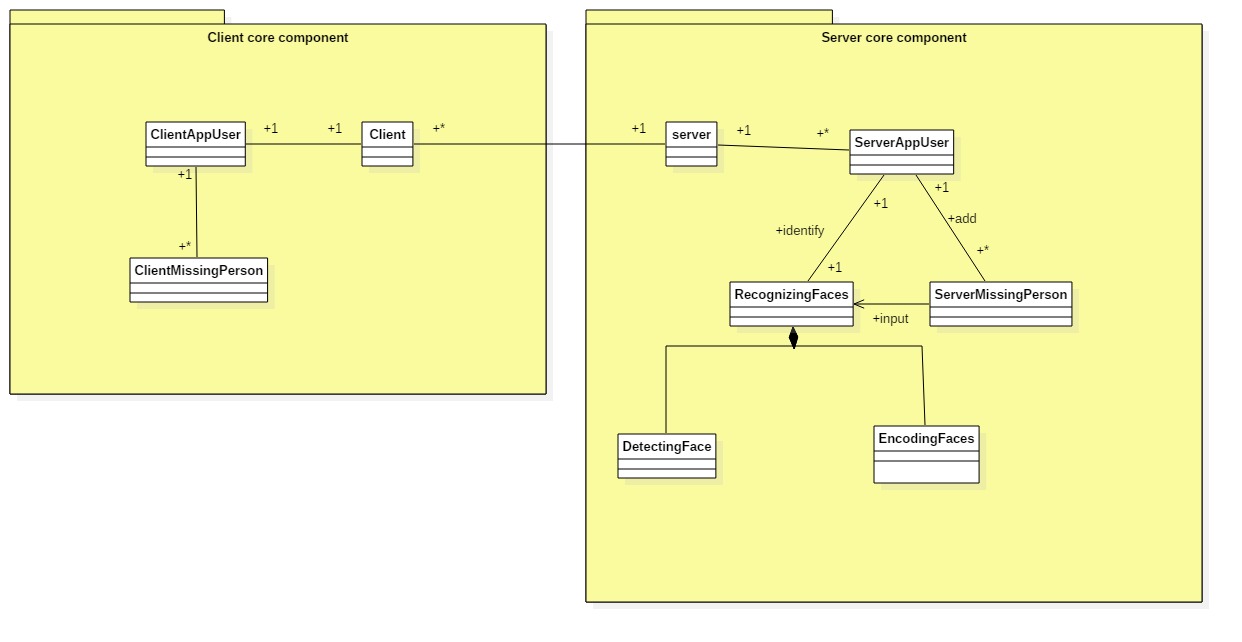 Client core component
Server core component
ClientAppUser
+1
+1
Client
+*
+1
server
+1
+*
ServerAppUser
+1
+*
ClientMissingPerson
+1
+identify
+1
RecognizingFaces
+1
+add
+*
ServerMissingPerson
+input
DetectingFace
EncodingFaces